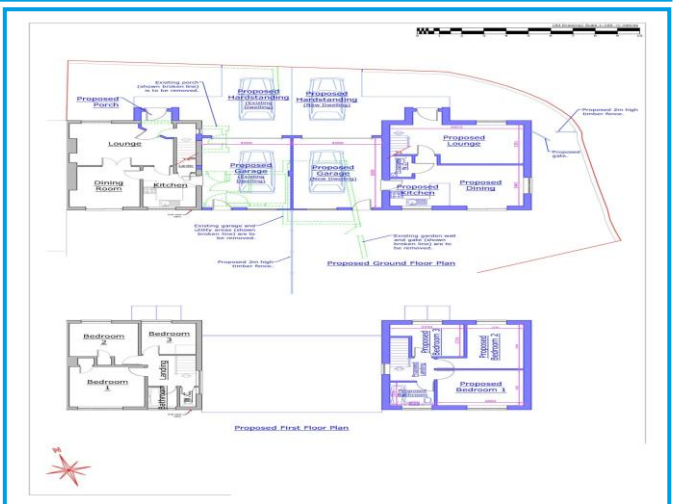 Existing porch
(shown broken line)
is to be removed.
Proposed
Porch
Proposed
Hardstanding
(Existing
Dwelling)
Proposed
Hardstanding
(New Dwelling)
Proposed 2m high
timber fence.
Proposed
gate.
Lounge
Dining
Room
Kitchen
Proposed
Garage
(Existing
Dwelling)
Proposed
Garage
(New Dwelling)
Proposed
Lounge
Proposed
Kitchen
Proposed
Dining
Existing garage and
utility areas (shown
broken line) are to
be removed.
Existing garden wall
and gate (shown
broken line) are to
be removed.
Proposed 2m high
timber fence.
Proposed Ground Floor Plan
Bedroom
2
Bedroom
3
Landing
Bedroom
1
Bathroom
Proposed
Bedroom 3
Proposed
Bedroom 2
Proposed
Bedroom 1
Proposed First Floor Plan